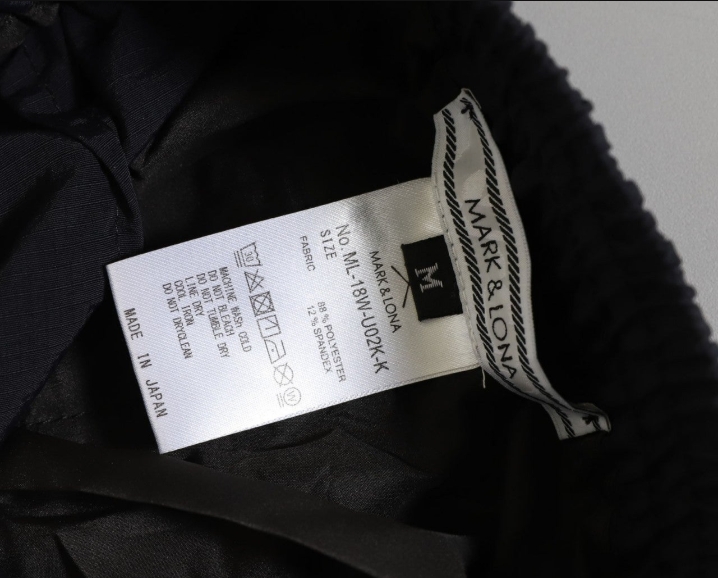 MARK & LONA
M
MARK & LONA
No. ML-18W-U02K-K
SIZE
FABRIC
88 % POLYESTER
12 % SPANDEX
30
W
MACHINE WASH COLD
DO NOT BLEACH
DO NOT TUMBLE DRY
LINE DRY
COOL IRON
DO NOT DRYCLEAN
MADE IN JAPAN